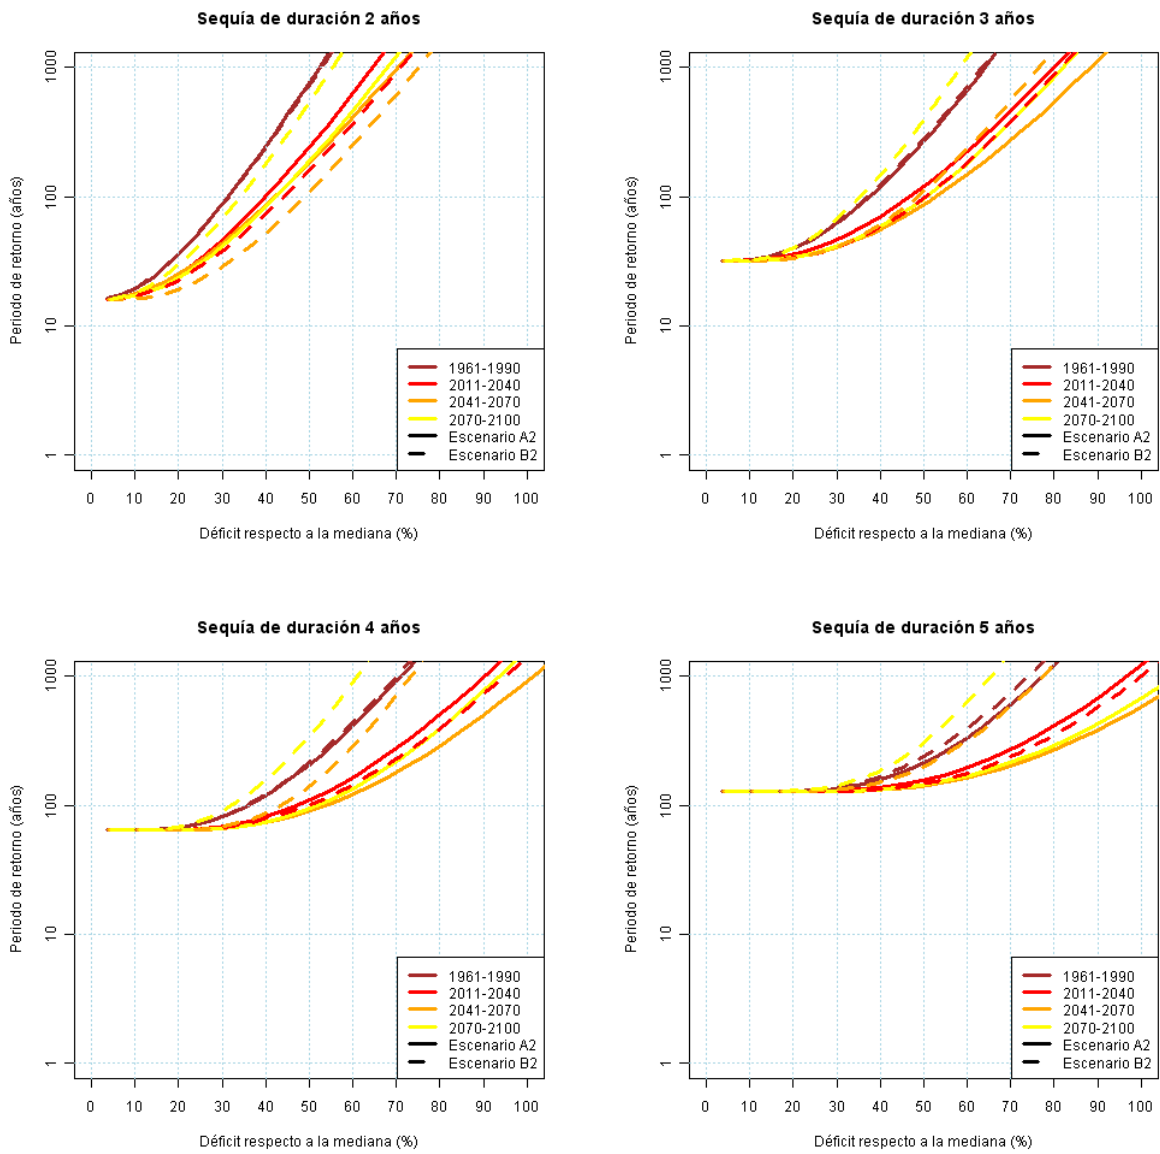 Sequía de duración 2 años
Periodo de retorno (años)
1000
100
10
1
1961-1990
2011-2040
2041-2070
2070-2100
Escenario A2
Escenario B2
0 10 20 30 40 50 60 70 80 90 100
Déficit respecto a la mediana (%)
Sequía de duración 3 años
Periodo de retorno (años)
1000
100
10
1
1961-1990
2011-2040
2041-2070
2070-2100
Escenario A2
Escenario B2
0 10 20 30 40 50 60 70 80 90 100
Déficit respecto a la mediana (%)
Sequía de duración 4 años
Periodo de retorno (años)
1000
100
10
1
1961-1990
2011-2040
2041-2070
2070-2100
Escenario A2
Escenario B2
0 10 20 30 40 50 60 70 80 90 100
Déficit respecto a la mediana (%)
Sequía de duración 5 años
Periodo de retorno (años)
1000
100
10
1
1961-1990
2011-2040
2041-2070
2070-2100
Escenario A2
Escenario B2
0 10 20 30 40 50 60 70 80 90 100
Déficit respecto a la mediana (%)